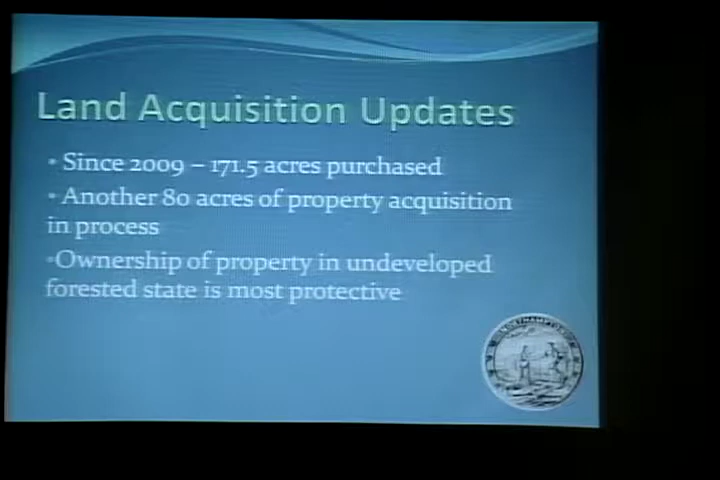 Land Acquisition Updates
• Since 2009 – 171.5 acres purchased
• Another 80 acres of property acquisition
in process
•Ownership of property in undeveloped
forested state is most protective
NORTHAMPTON